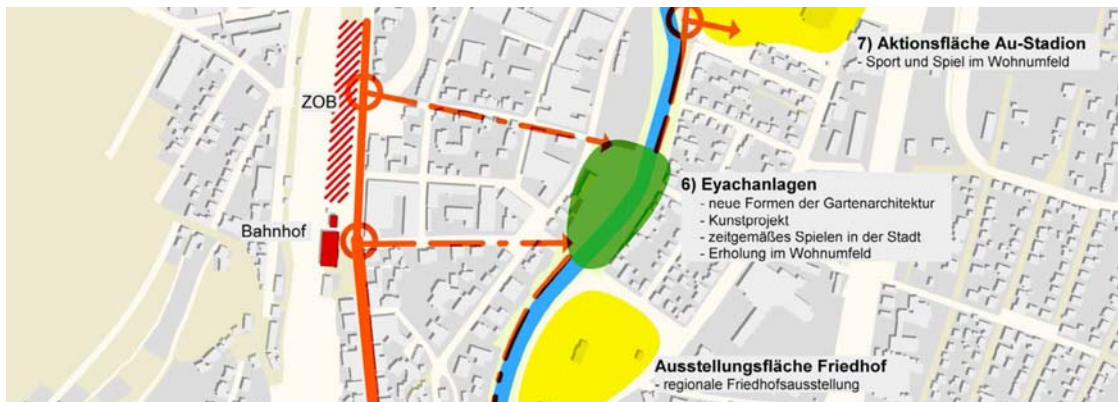 7) Aktionsfläche Au-Stadion
- Sport und Spiel im Wohnumfeld
ZOB
6) Eyachanlagen
- neue Formen der Gartenarchitektur
- Kunstprojekt
- zeitgemäßes Spielen in der Stadt
- Erholung im Wohnumfeld
Bahnhof
Ausstellungsfläche Friedhof
- regionale Friedhofsausstellung